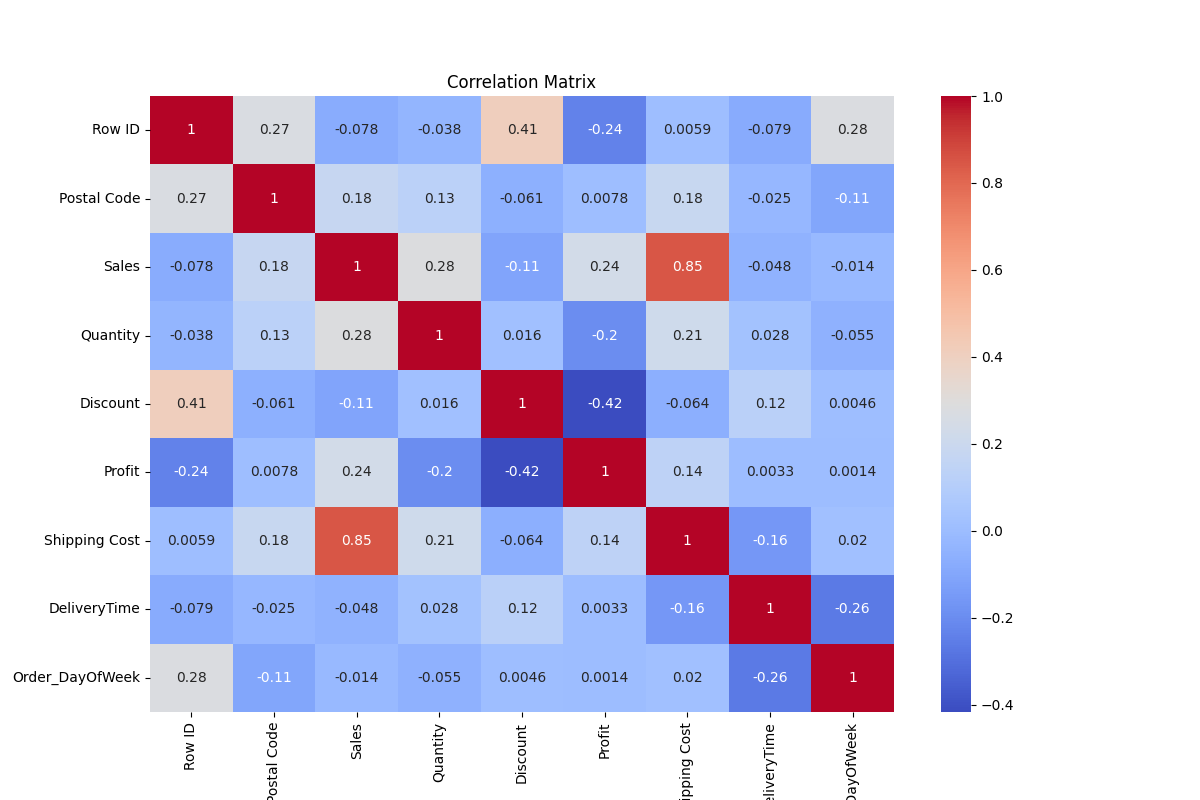 Correlation Matrix
Row ID 1 0.27 -0.078 -0.038 0.41 -0.24 0.0059 -0.079 0.28
Postal Code 0.27 1 0.18 0.13 -0.061 0.0078 0.18 -0.025 -0.11
Sales -0.078 0.18 1 0.28 -0.11 0.24 0.85 -0.048 -0.014
Quantity -0.038 0.13 0.28 1 0.016 -0.2 0.21 0.028 -0.055
Discount 0.41 -0.061 -0.11 0.016 1 -0.42 -0.064 0.12 0.0046
Profit -0.24 0.0078 0.24 -0.2 -0.42 1 0.14 0.0033 0.0014
Shipping Cost 0.0059 0.18 0.85 0.21 -0.064 0.14 1 -0.16 0.02
DeliveryTime -0.079 -0.025 -0.048 0.028 0.12 0.0033 -0.16 1 -0.26
Order_DayOfWeek 0.28 -0.11 -0.014 -0.055 0.0046 0.0014 0.02 -0.26 1
Row ID
Postal Code
Sales
Quantity
Discount
Profit
ipping Cost
eliveryTime
DayOfWeek
1.0
0.8
0.6
0.4
0.2
0.0
−0.2
−0.4